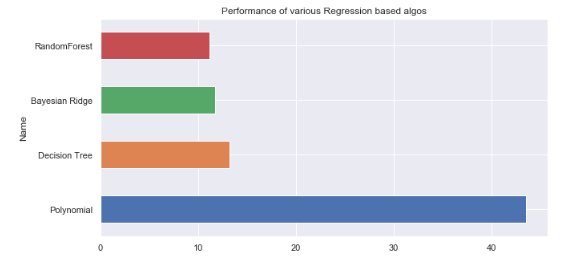 Performance of various Regression based algos
RandomForest
Bayesian Ridge
Decision Tree
Polynomial
Name
0 10 20 30 40